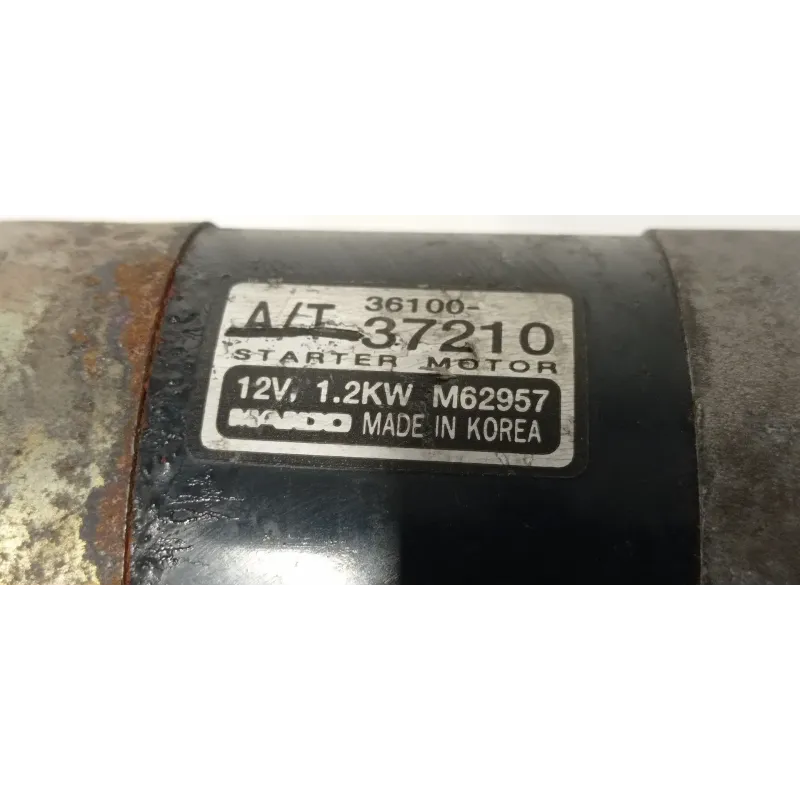 36100-
A/T 37210
STARTER MOTOR
12V, 1.2KW M62957
MANDO MADE IN KOREA